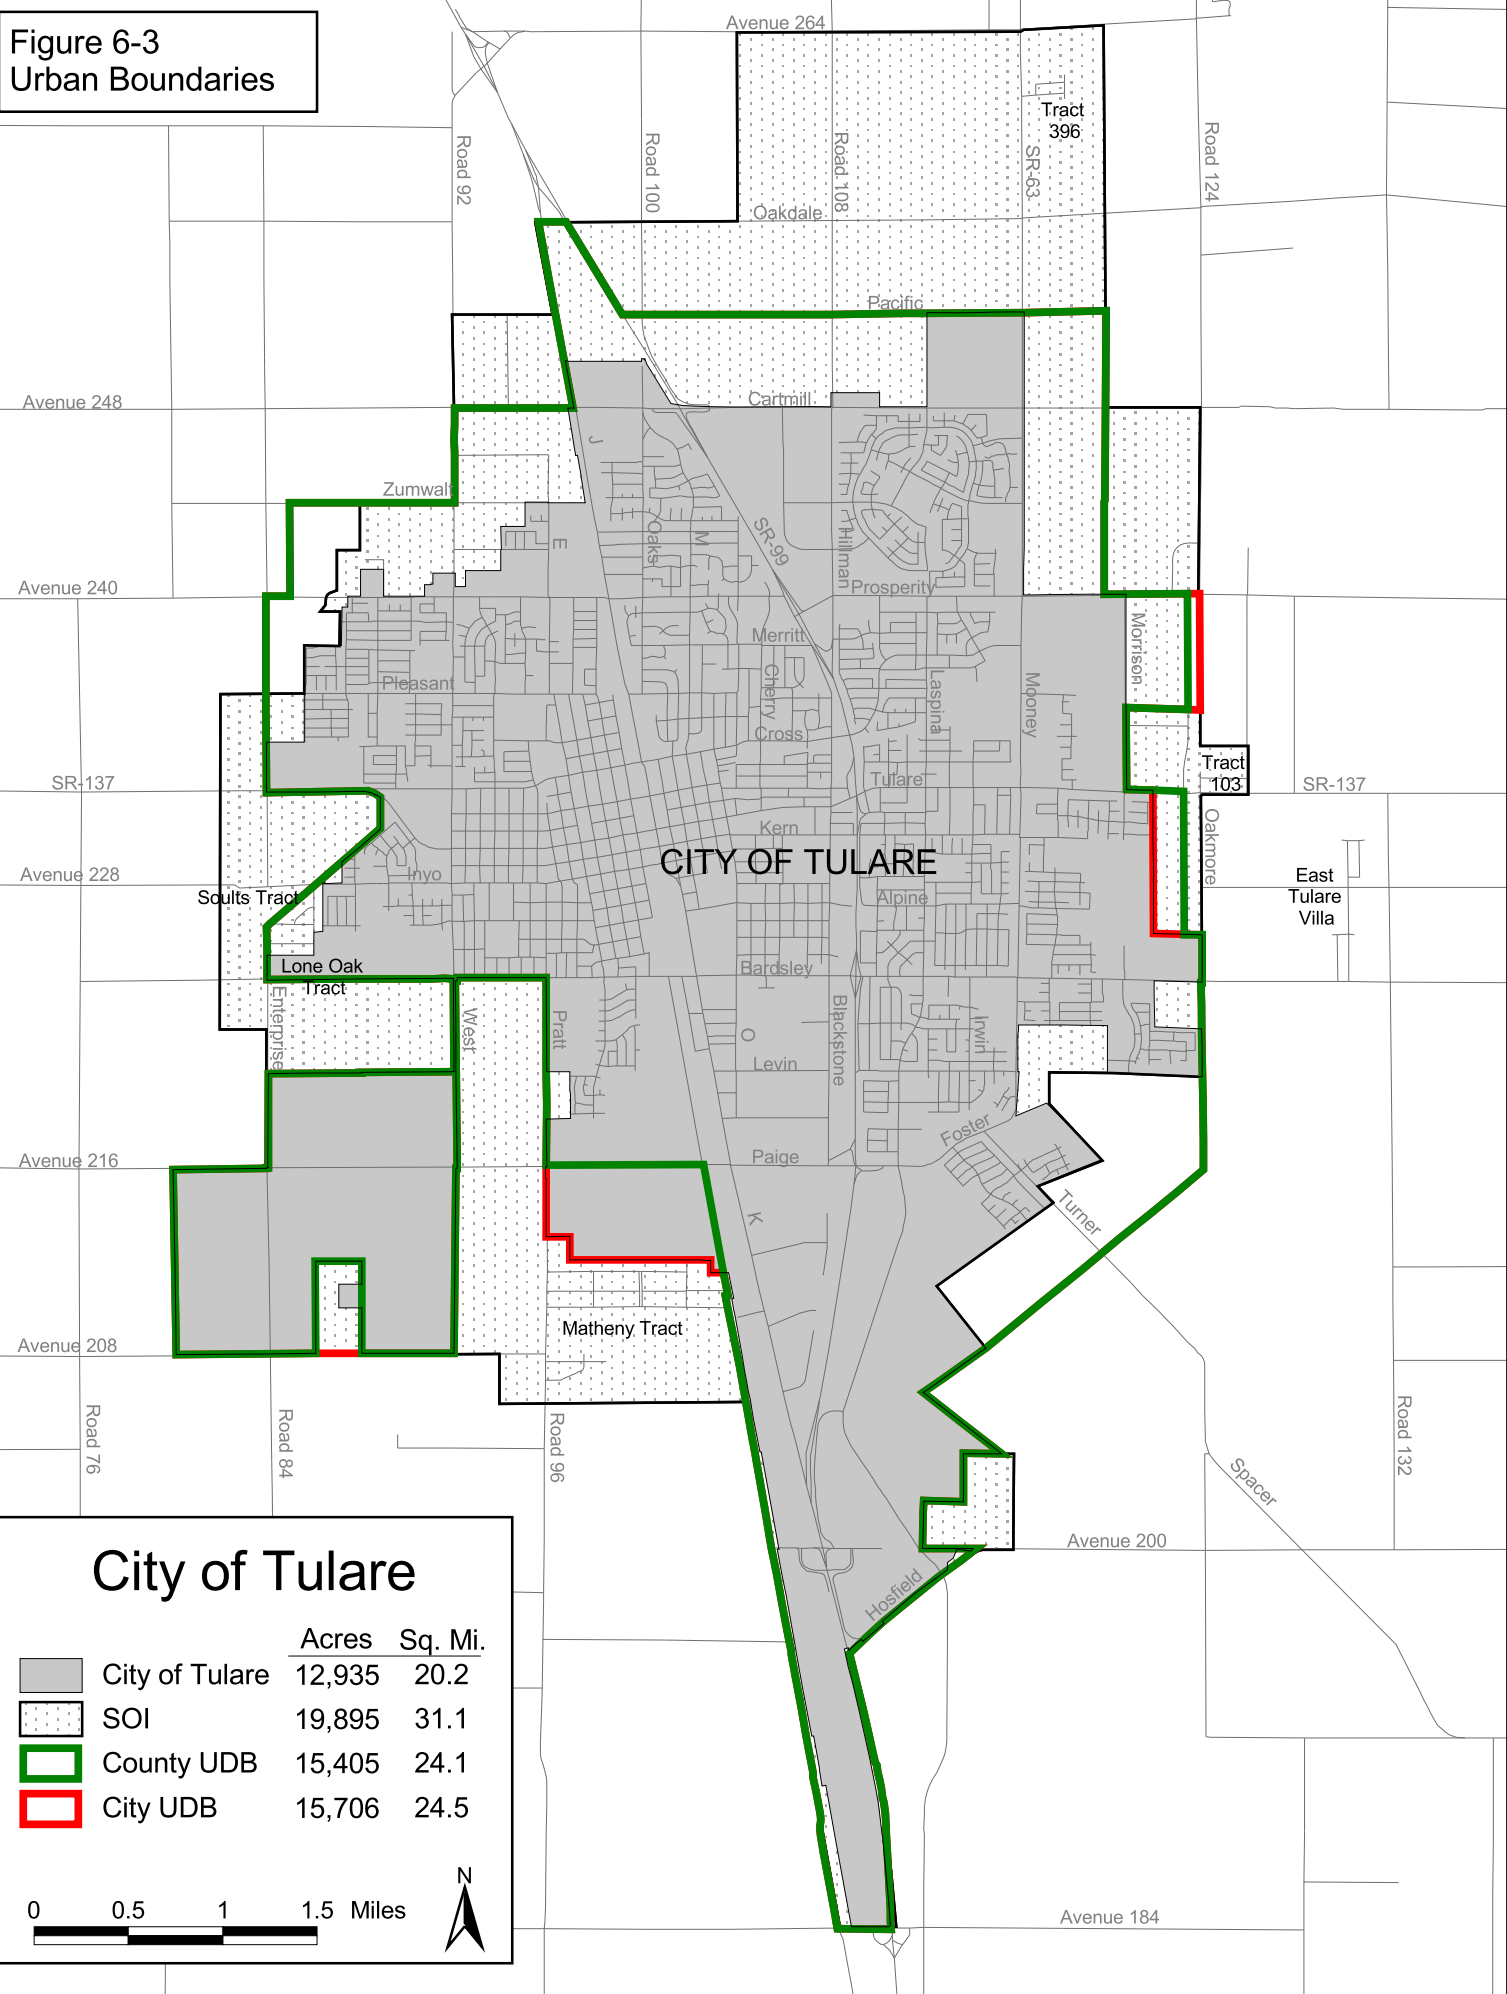 Figure 6-3
Urban Boundaries
Avenue 264
Tract
396
Road 92
Road 100
Road 108
SR-63
Road 124
Oakdale
Pacific
Avenue 248
Cartmill
J
Zumwalt
J
E
Oaks
M
SR-99
Hillman
Avenue 240
Prosperity
Merritt
Morrison
Pleasant
Cherry
Laspina
Mooney
Cross
SR-137
Tulare
Tract
103
SR-137
Kern
Oakmore
CITY OF TULARE
Avenue 228
Inyo
Soults Tract
Alpine
East
Tulare
Villa
Lone Oak
Tract
Bardsley
Enterprise
West
Pratt
O
Blackstone
Irwin
Levin
Foster
Avenue 216
Paige
K
Turner
Matheny Tract
Avenue 208
Road 76
Road 84
Road 96
Road 132
Spacer
Avenue 200
Hosfield
City of Tulare
Acres Sq. Mi.
City of Tulare 12,935 20.2
SOI 19,895 31.1
County UDB 15,405 24.1
City UDB 15,706 24.5
N
0 0.5 1 1.5 Miles
Avenue 184